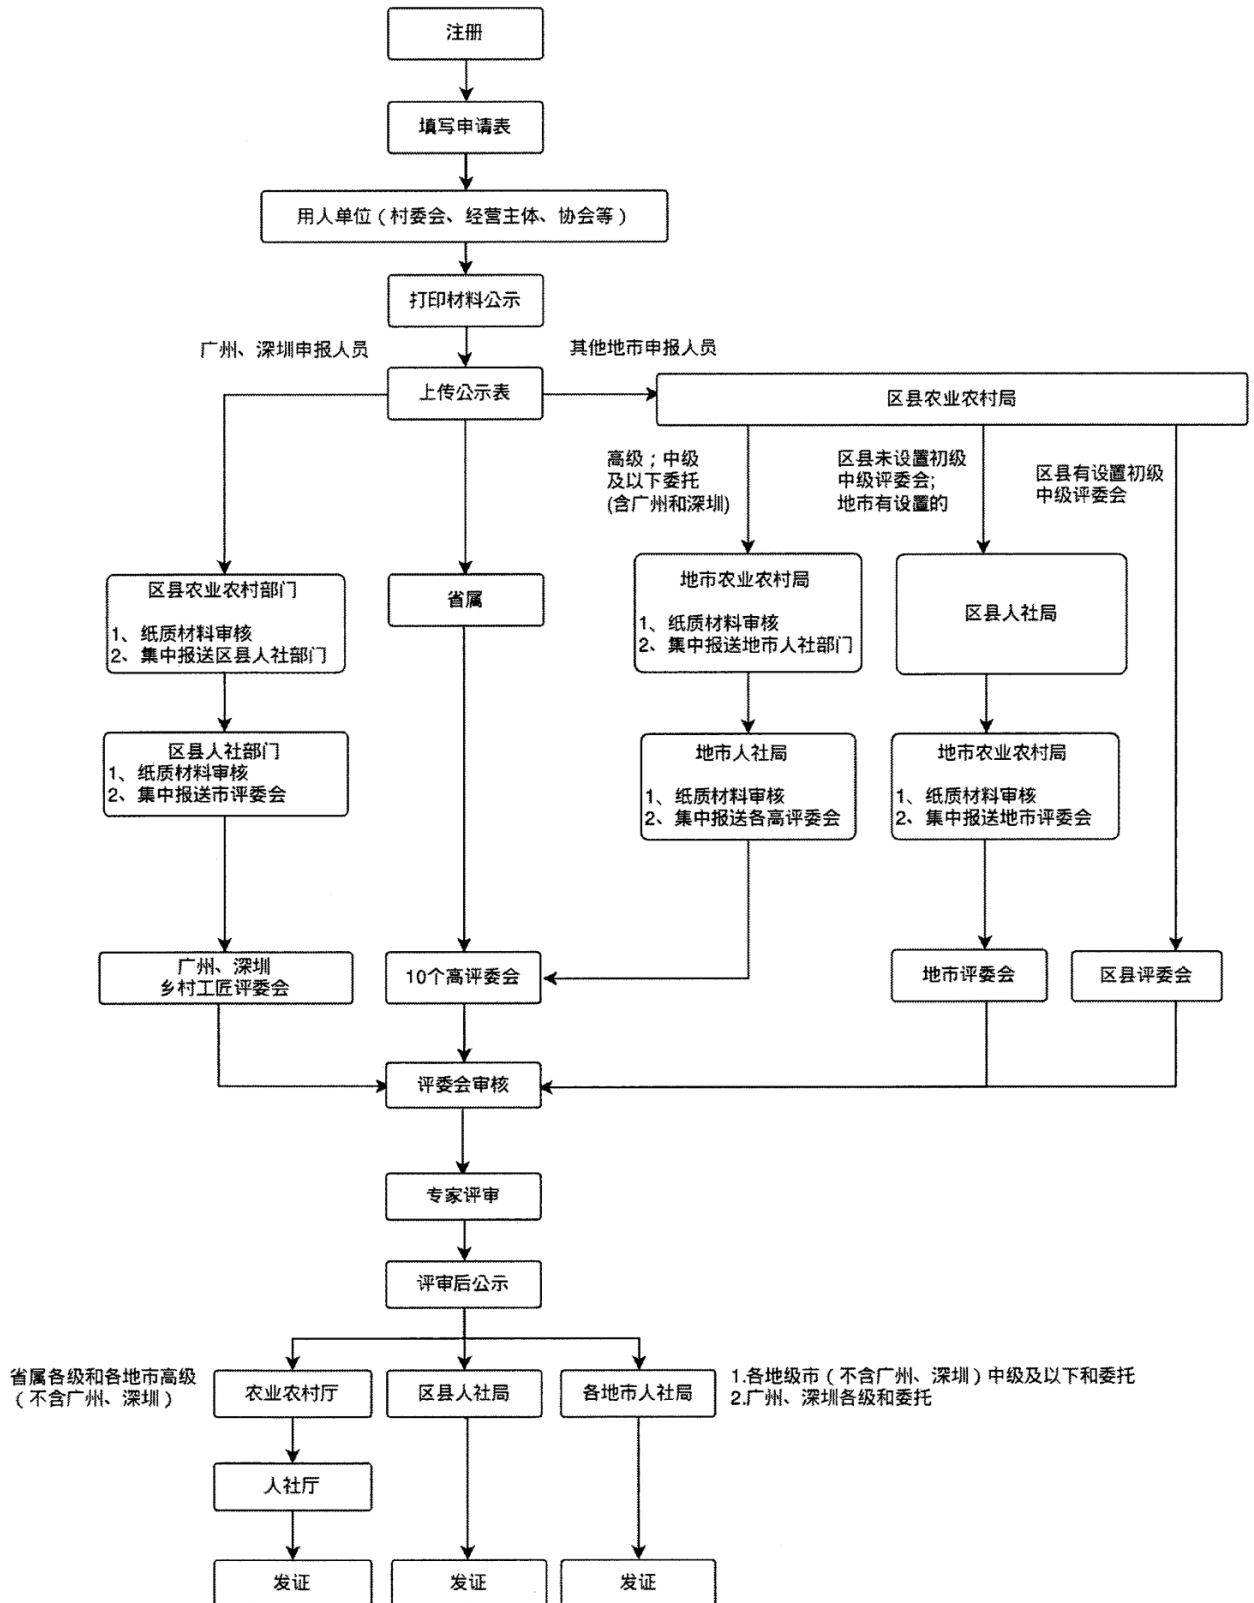 注册
填写申请表
用人单位（村委会、经营主体、协会等）
打印材料公示
广州、深圳申报人员
其他地市申报人员
上传公示表
区县农业农村局
高级；中级
及以下委托
(含广州和深圳)
区县未设置初级
中级评委会;
地市有设置的
区县有设置初级
中级评委会
区县农业农村部门
1、纸质材料审核
2、集中报送区县人社部门
省属
地市农业农村局
1、纸质材料审核
2、集中报送地市人社部门
区县人社局
区县人社部门
1、纸质材料审核
2、集中报送市评委会
地市人社局
1、纸质材料审核
2、集中报送各高评委会
地市农业农村局
1、纸质材料审核
2、集中报送地市评委会
广州、深圳
乡村工匠评委会
10个高评委会
地市评委会
区县评委会
评委会审核
专家评审
评审后公示
省属各级和各地市高级
（不含广州、深圳）
农业农村厅
区县人社局
各地市人社局
1.各地级市（不含广州、深圳）中级及以下和委托
2.广州、深圳各级和委托
人社厅
发证
发证
发证